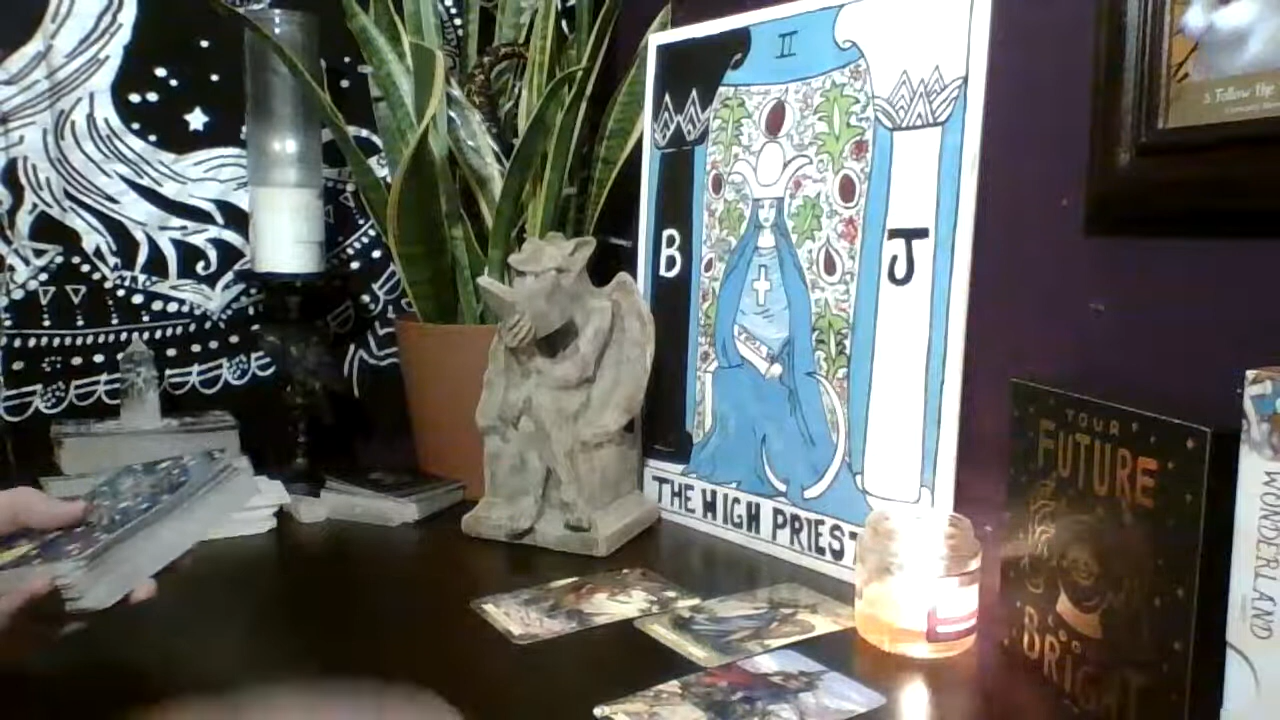 II
B
J
THE HIGH PRIEST
3. Follow The
YOUR
FUTURE
BRIGHT
WONDERLAND